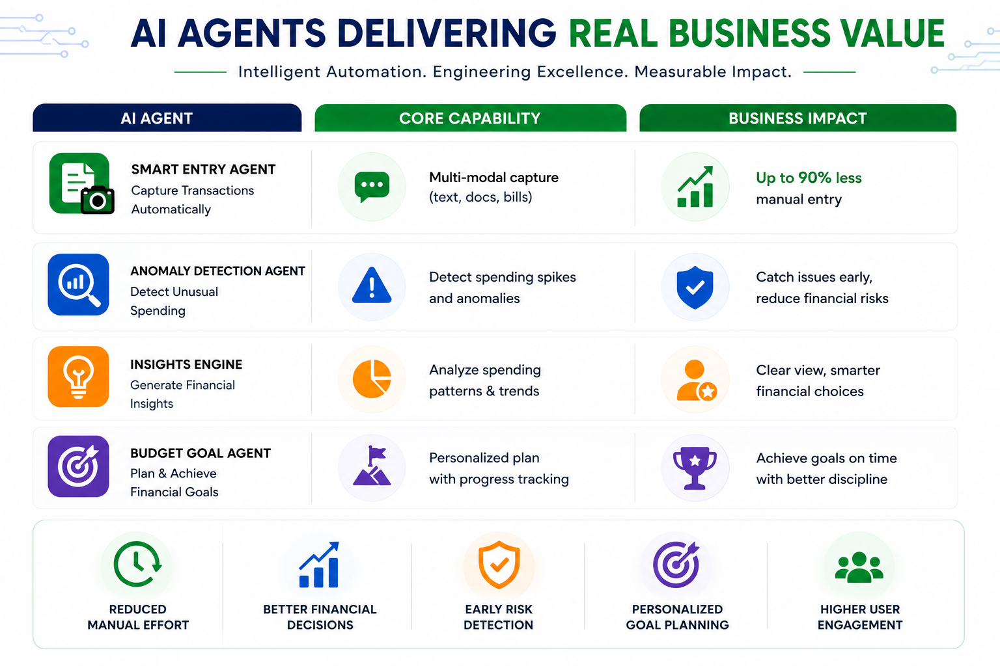 AI AGENTS DELIVERING REAL BUSINESS VALUE
Intelligent Automation. Engineering Excellence. Measurable Impact.
AI AGENT
CORE CAPABILITY
BUSINESS IMPACT
SMART ENTRY AGENT
Capture Transactions
Automatically
Multi-modal capture
(text, docs, bills)
Up to 90% less
manual entry
ANOMALY DETECTION AGENT
Detect Unusual
Spending
Detect spending spikes
and anomalies
Catch issues early,
reduce financial risks
INSIGHTS ENGINE
Generate Financial
Insights
Analyze spending
patterns & trends
Clear view, smarter
financial choices
BUDGET GOAL AGENT
Plan & Achieve
Financial Goals
Personalized plan
with progress tracking
Achieve goals on time
with better discipline
REDUCED
MANUAL EFFORT
BETTER FINANCIAL
DECISIONS
EARLY RISK
DETECTION
PERSONALIZED
GOAL PLANNING
HIGHER USER
ENGAGEMENT